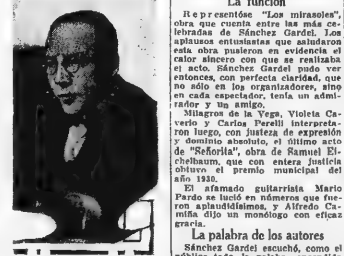 La función
Representóse "Los mirasoles",
obra que cuenta entre las más ce-
lebradas de Sánchez Gardel. Los
aplausos entusiastas que saludaron
esta obra pusieron en evidencia el
calor sincero con que se realizaba
el acto. Sánchez Gardel pudo ver
entonces, con perfecta claridad, que
no sólo en los organizadores, sino
en cada espectador, tenía un admi-
rador y un amigo.
Milagros de la Vega, Violeta Ca-
verio y Carlos Perelli interpreta-
ron luego, con justeza de expresión
y dominio absoluto, el último acto
de "Señorita", obra de Samuel Ei-
chelbaum, que con entera justicia
obtuvo el premio municipal del
año 1930.
El afamado guitarrista Mario
Pardo se lució en números que fue-
ron aplaudidísimos, y Alfredo Ca-
miña dijo un monólogo con eficaz
gracia.
La palabra de los autores
Sánchez Gardel escuchó, como el